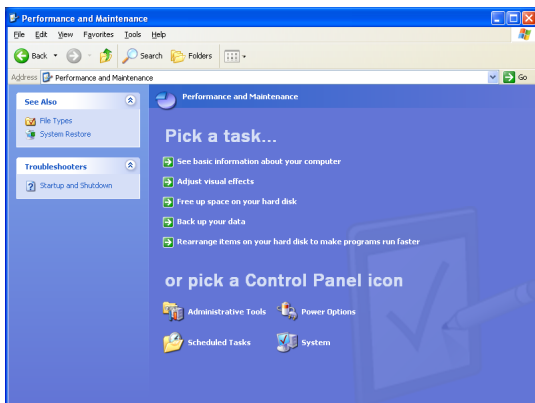 Performance and Maintenance
File Edit View Favorites Tools Help
Back Search Folders
Address Performance and Maintenance Go
See Also
File Types
System Restore
Troubleshooters
Startup and Shutdown
Performance and Maintenance
Pick a task...
See basic information about your computer
Adjust visual effects
Free up space on your hard disk
Back up your data
Rearrange items on your hard disk to make programs run faster
or pick a Control Panel icon
Administrative Tools Power Options
Scheduled Tasks System